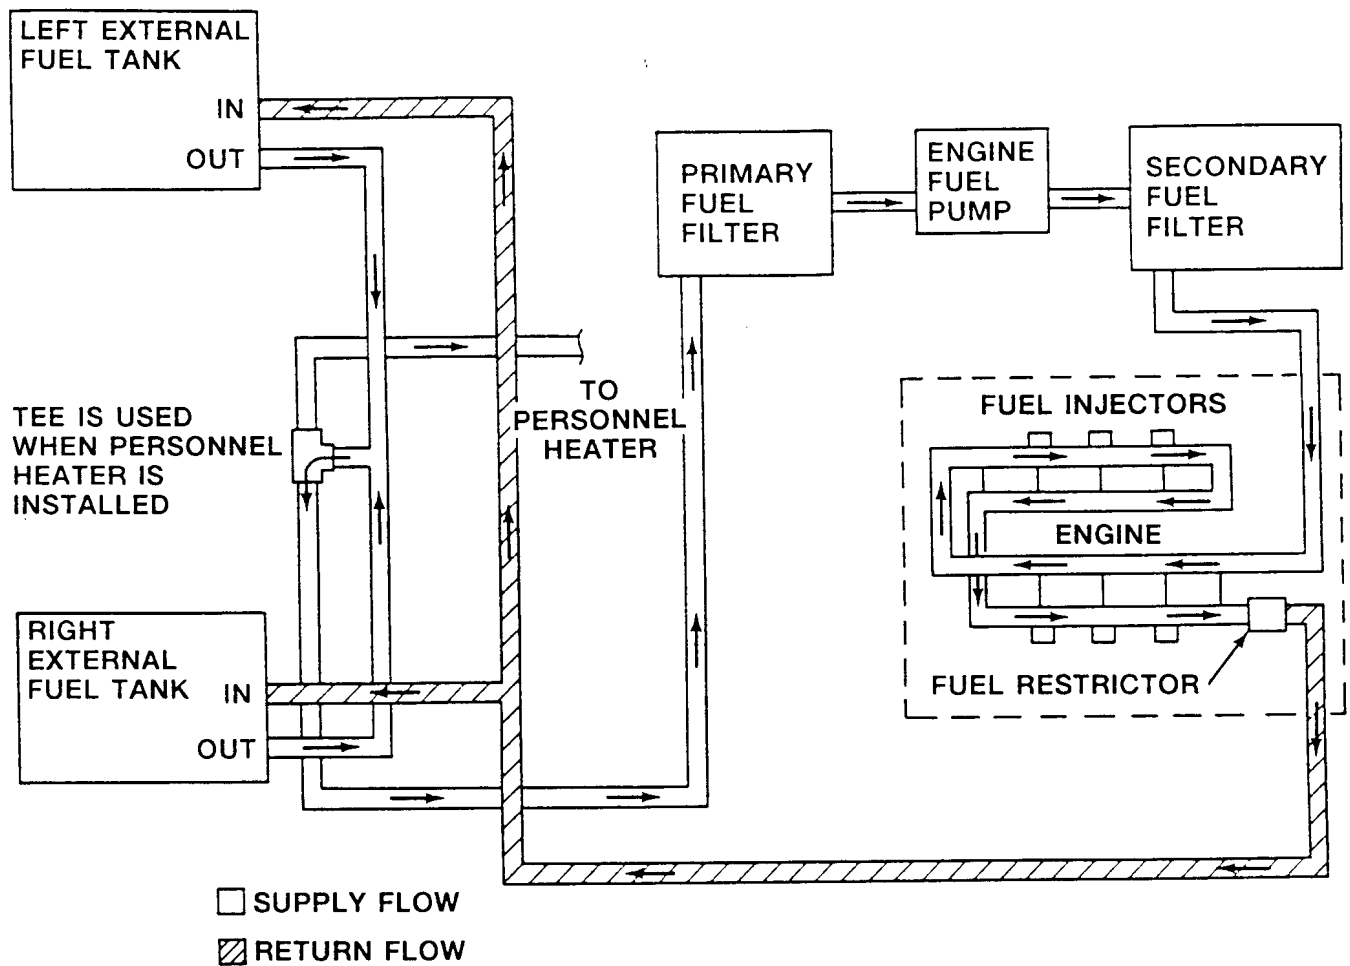 LEFT EXTERNAL
FUEL TANK
IN
OUT
PRIMARY
FUEL
FILTER
ENGINE
FUEL
PUMP
SECONDARY
FUEL
FILTER
TO
PERSONNEL
HEATER
TEE IS USED
WHEN PERSONNEL
HEATER IS
INSTALLED
FUEL INJECTORS
ENGINE
FUEL RESTRICTOR
RIGHT
EXTERNAL
FUEL TANK
IN
OUT
SUPPLY FLOW
RETURN FLOW